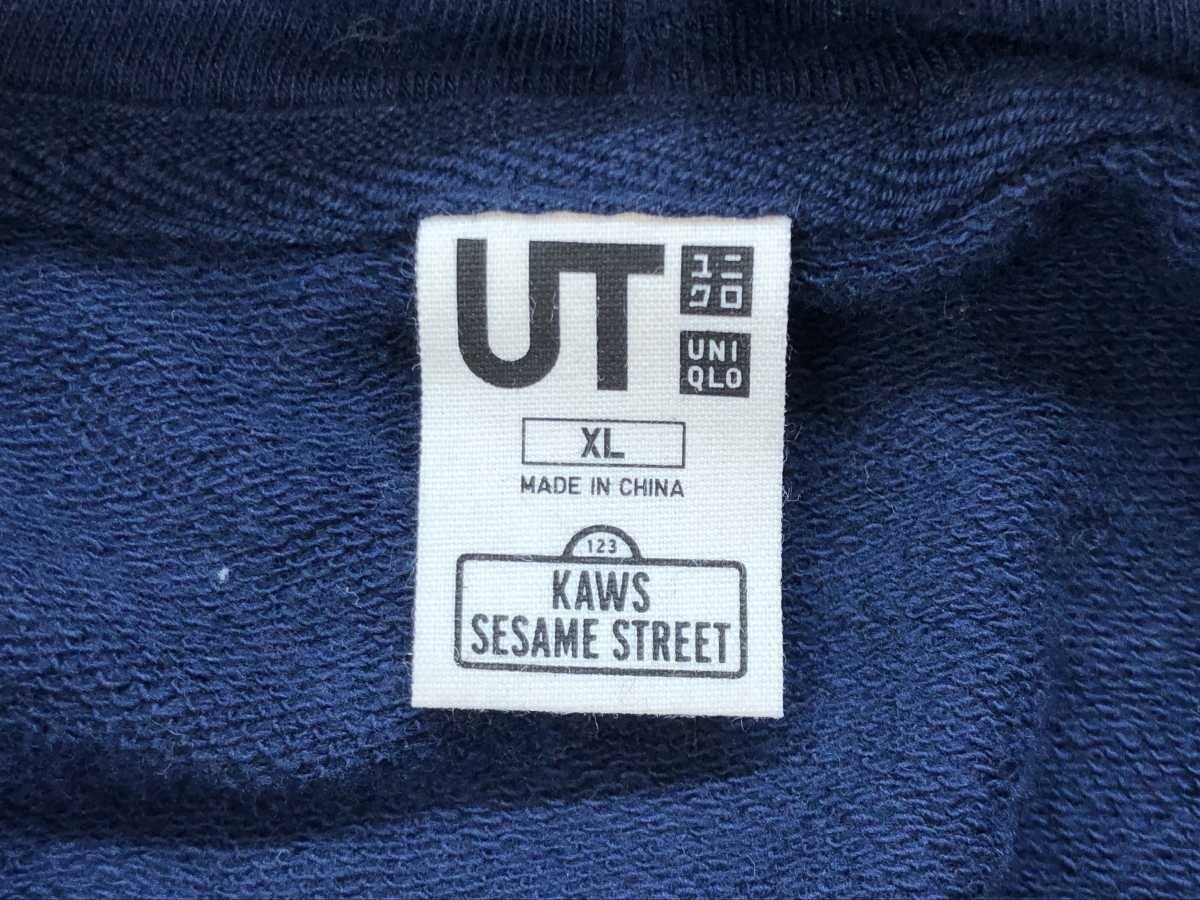 UT
ユニ
クロ
UNI
QLO
XL
MADE IN CHINA
123
KAWS
SESAME STREET